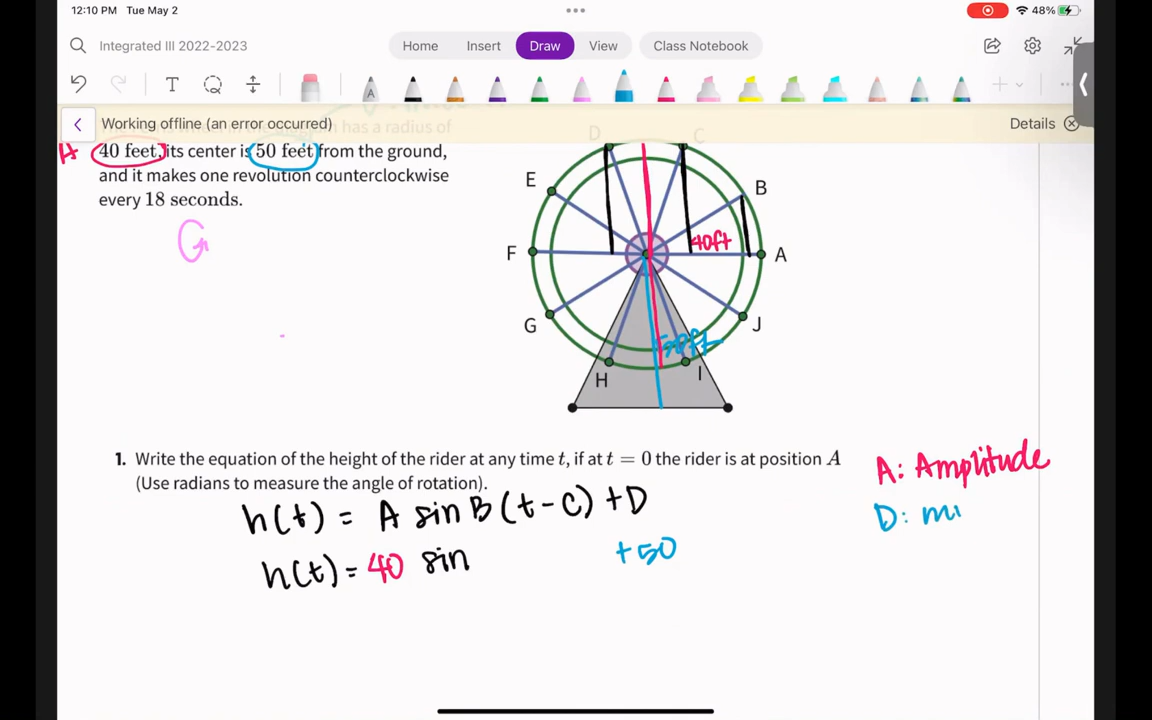 12:10 PM Tue May 2
48%
Integrated III 2022-2023
Home Insert Draw View Class Notebook
T
A
Working offline (an error occurred)
Details
has a radius of
A 40 feet, its center is 50 feet from the ground,
and it makes one revolution counterclockwise
every 18 seconds.
G
D
C
E
B
40ft
F
A
G
J
50ft
H
I
1. Write the equation of the height of the rider at any time t, if at t = 0 the rider is at position A
(Use radians to measure the angle of rotation).
h(t) = A sin B (t - C) + D
h(t) = 40 sin +50
A: Amplitude
D: mi